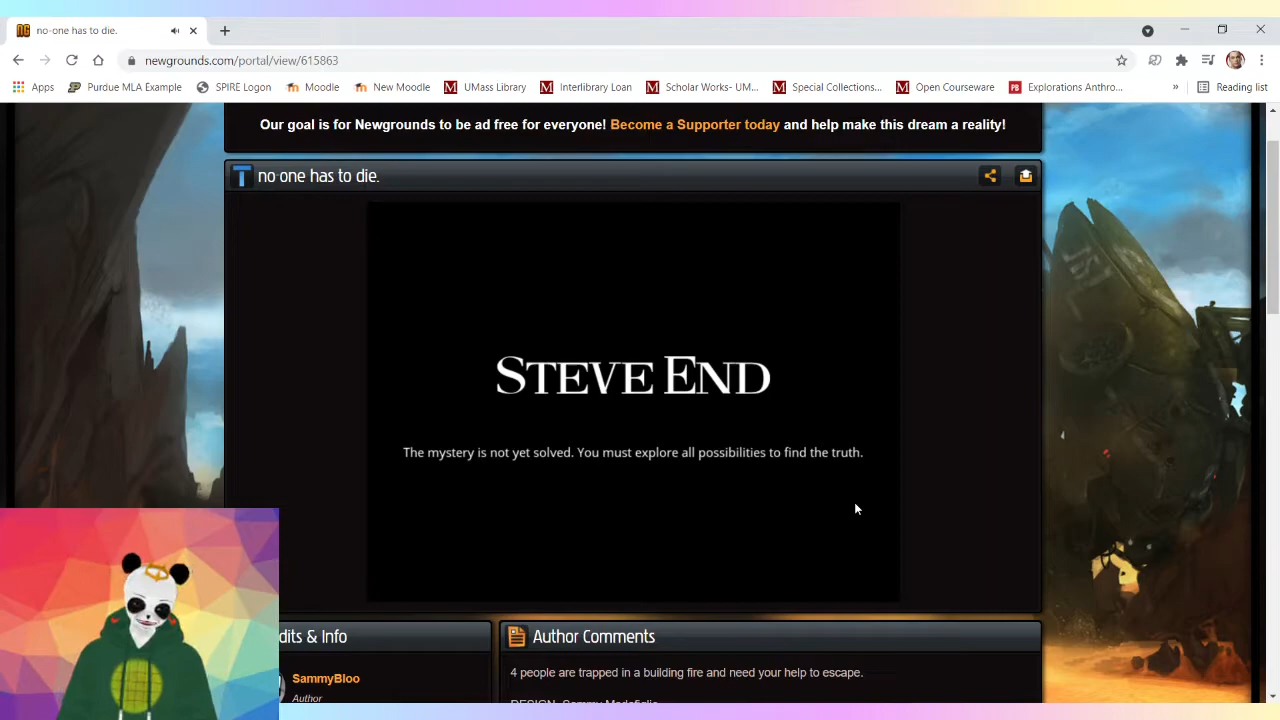 no-one has to die.
newgrounds.com/portal/view/615863
Apps
Purdue MLA Example
SPIRE Logon
Moodle
New Moodle
UMass Library
Interlibrary Loan
Scholar Works- UM...
Special Collections...
Open Courseware
Explorations Anthro...
»
Reading list
Our goal is for Newgrounds to be ad free for everyone! Become a Supporter today and help make this dream a reality!
T no-one has to die.
STEVE END
The mystery is not yet solved. You must explore all possibilities to find the truth.
dits & Info
SammyBloo
Author
Author Comments
4 people are trapped in a building fire and need your help to escape.